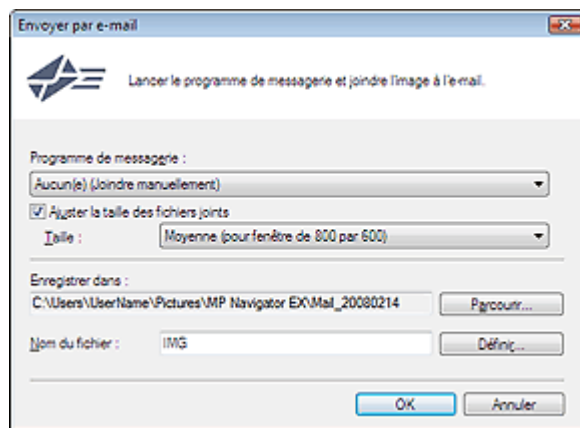 Envoyer par e-mail
Lancer le programme de messagerie et joindre l'image à l'e-mail.
Programme de messagerie :
Aucun(e) (Joindre manuellement)
Ajuster la taille des fichiers joints
Taille : Moyenne (pour fenêtre de 800 par 600)
Enregistrer dans :
C:\Users\UserName\Pictures\MP Navigator EX\Mail_20080214 Parcourir...
Nom du fichier : IMG Définir...
OK Annuler